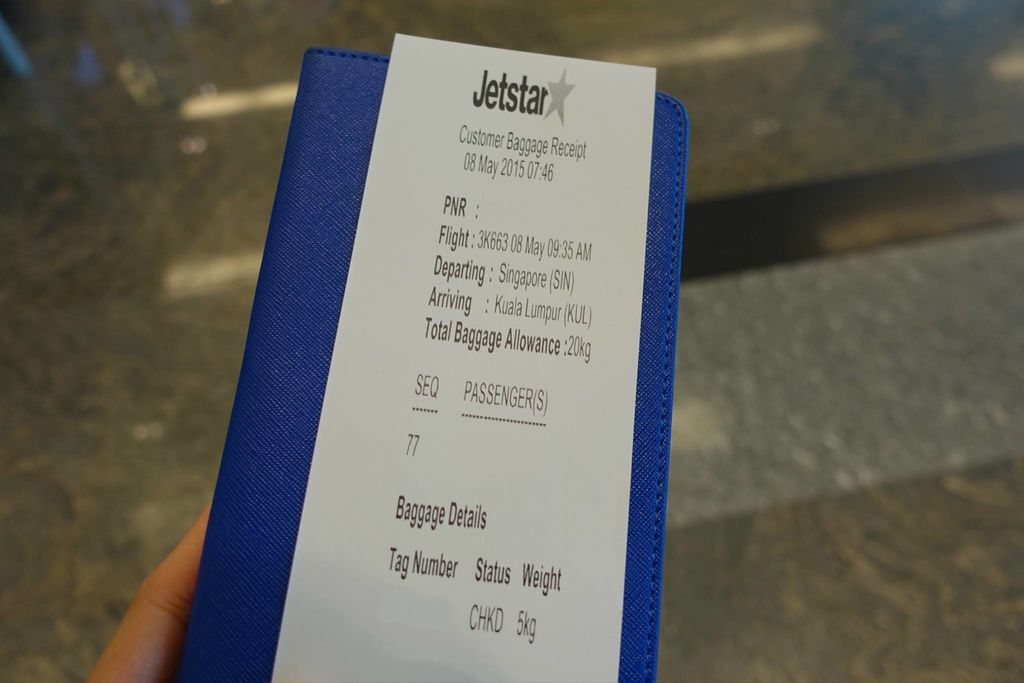 Jetstar
Customer Baggage Receipt
08 May 2015 07:46
PNR :
Flight : 3K663 08 May 09:35 AM
Departing : Singapore (SIN)
Arriving : Kuala Lumpur (KUL)
Total Baggage Allowance :20kg
SEQ PASSENGER(S)
77
Baggage Details
Tag Number Status Weight
CHKD 5kg